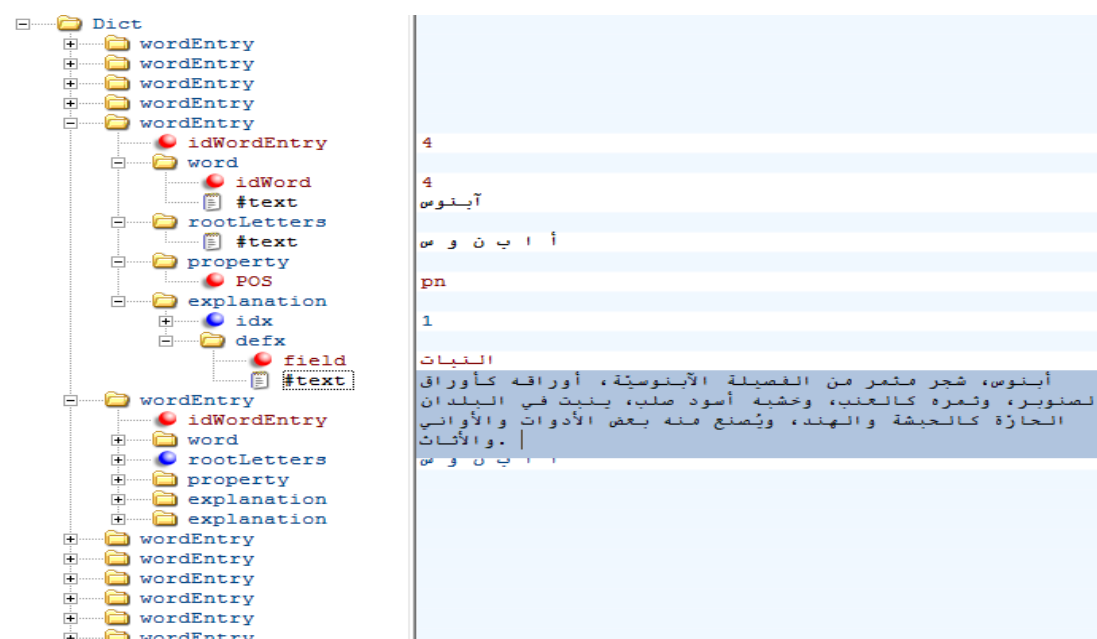 Dict
wordEntry
wordEntry
wordEntry
wordEntry
wordEntry
idWordEntry 4
word
idWord 4
#text آبنوس
rootLetters
#text أ ا ب ن و س
property
POS pn
explanation
idx 1
defx
field النبات
#text أبنوس، شجر مثمر من الفصيلة الآبنوسيّة، أوراقه كأوراق
الصنوبر، وثمره كالعنب، وخشبه أسود صلب، ينبت في البلدان
الحارّة كالحبشة والهند، ويُصنع منه بعض الأدوات والأواني
والأثاث.
wordEntry
idWordEntry
word
rootLetters أ ا ب ن و س
property
explanation
explanation
wordEntry
wordEntry
wordEntry
wordEntry
wordEntry
wordEntry